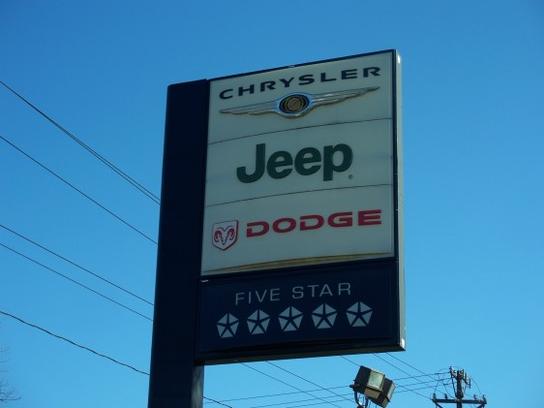 CHRYSLER
Jeep®
DODGE
FIVE STAR